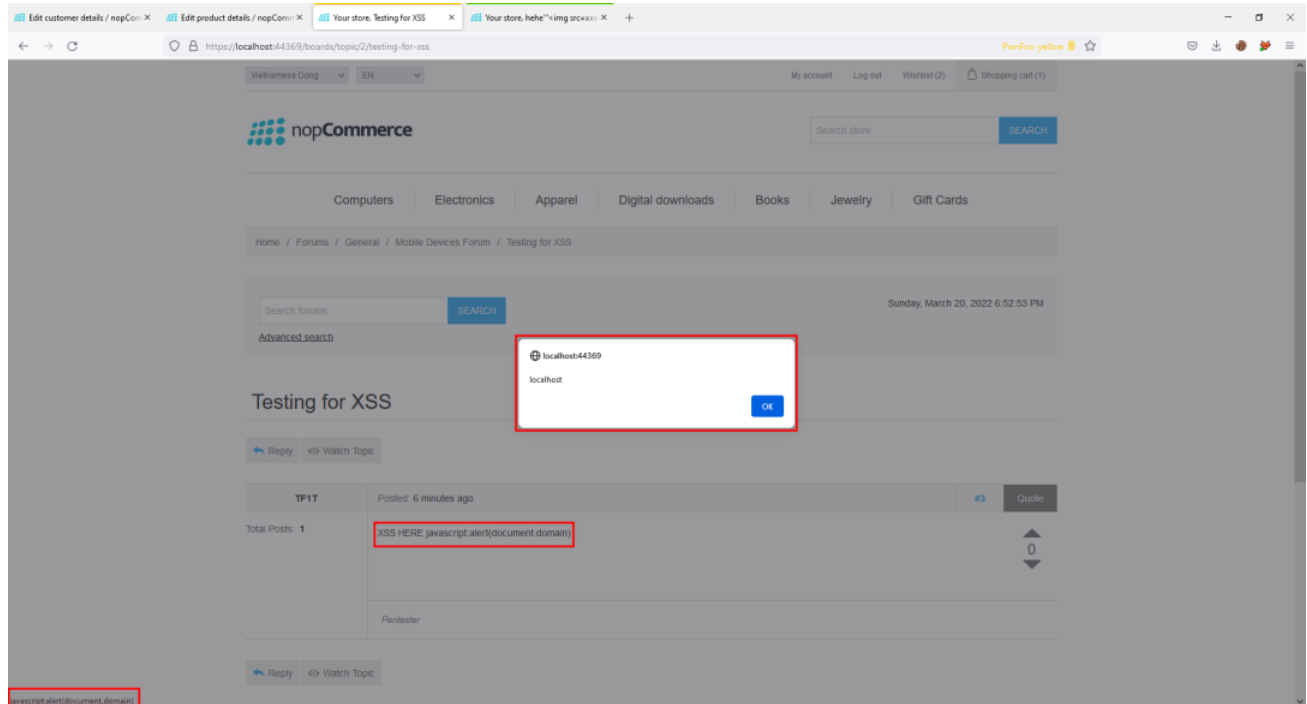 Edit customer details / nopCom
Edit product details / nopComm
Your store. Testing for XSS
Your store. hehe'"<img src=xxx
https://localhost:44369/boards/topic/2/testing-for-xss
PwnFox-yellow
Vietnamese Dong
EN
My account Log out Wishlist (2) Shopping cart (1)
nopCommerce
Search store
SEARCH
Computers Electronics Apparel Digital downloads Books Jewelry Gift Cards
Home / Forums / General / Mobile Devices Forum / Testing for XSS
Search forums
SEARCH
Sunday, March 20, 2022 6:52:53 PM
Advanced search
localhost:44369
localhost
OK
Testing for XSS
Reply Watch Topic
TF1T
Posted: 6 minutes ago
#3
Quote
Total Posts: 1
XSS HERE javascript:alert(document.domain)
0
Pentester
Reply Watch Topic
javascript:alert(document.domain)